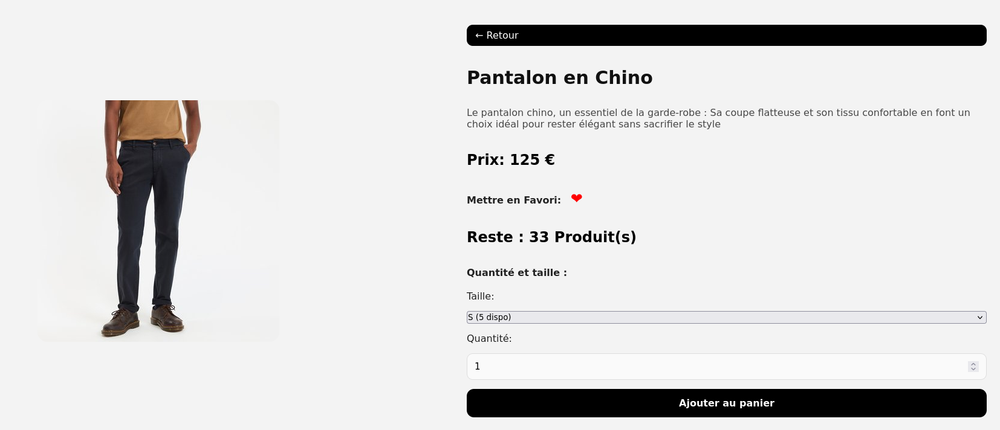 ← Retour
Pantalon en Chino
Le pantalon chino, un essentiel de la garde-robe : Sa coupe flatteuse et son tissu confortable en font un
choix idéal pour rester élégant sans sacrifier le style
Prix: 125 €
Mettre en Favori: ❤
Reste : 33 Produit(s)
Quantité et taille :
Taille:
S (5 dispo)
Quantité:
1
Ajouter au panier